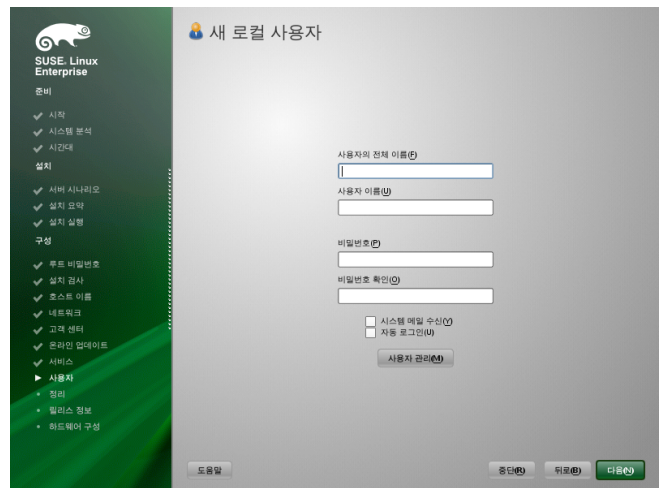 SUSE. Linux
Enterprise
준비
시작
시스템 분석
시간대
설치
서버 시나리오
설치 요약
설치 실행
구성
루트 비밀번호
설치 검사
호스트 이름
네트워크
고객 센터
온라인 업데이트
서비스
사용자
정리
릴리스 정보
하드웨어 구성
새 로컬 사용자
사용자의 전체 이름(F)
사용자 이름(U)
비밀번호(P)
비밀번호 확인(O)
시스템 메일 수신(Y)
자동 로그인(U)
사용자 관리(M)
도움말
중단(R)
뒤로(B)
다음(N)